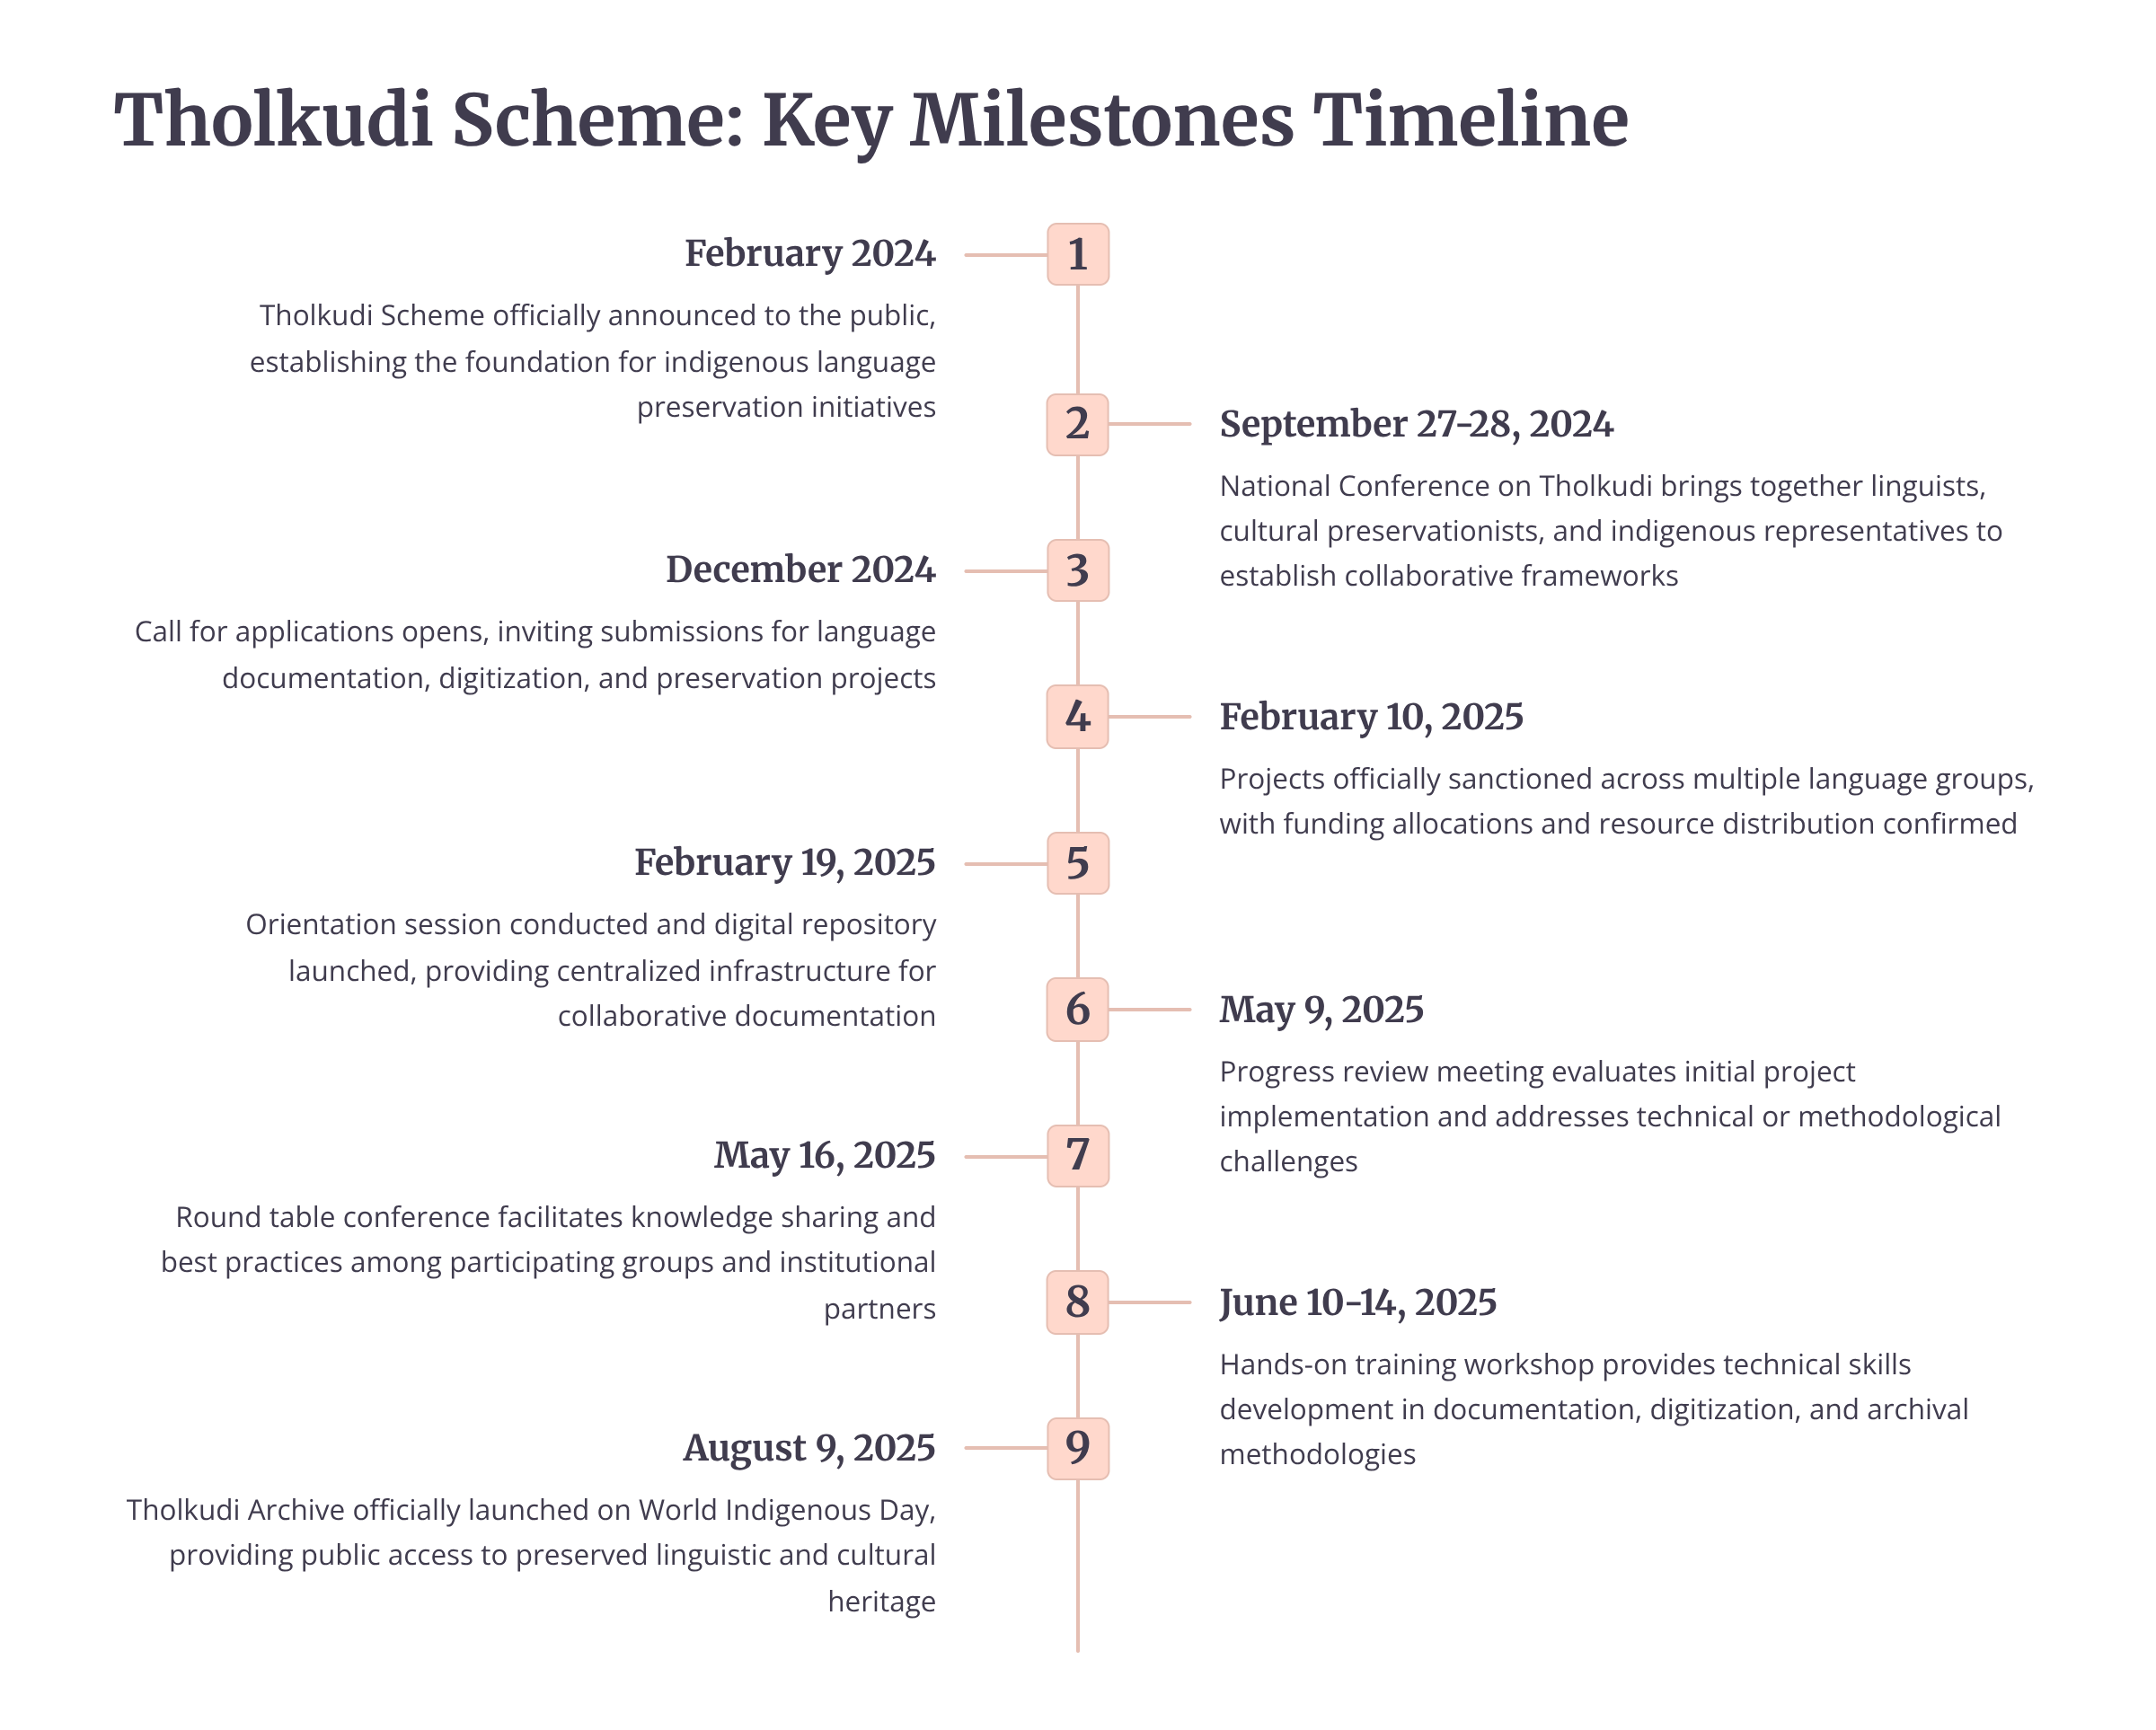 Tholkudi Scheme: Key Milestones Timeline
1
February 2024
Tholkudi Scheme officially announced to the public,
establishing the foundation for indigenous language
preservation initiatives
2
September 27-28, 2024
National Conference on Tholkudi brings together linguists,
cultural preservationists, and indigenous representatives to
establish collaborative frameworks
3
December 2024
Call for applications opens, inviting submissions for language
documentation, digitization, and preservation projects
4
February 10, 2025
Projects officially sanctioned across multiple language groups,
with funding allocations and resource distribution confirmed
5
February 19, 2025
Orientation session conducted and digital repository
launched, providing centralized infrastructure for
collaborative documentation
6
May 9, 2025
Progress review meeting evaluates initial project
implementation and addresses technical or methodological
challenges
7
May 16, 2025
Round table conference facilitates knowledge sharing and
best practices among participating groups and institutional
partners
8
June 10-14, 2025
Hands-on training workshop provides technical skills
development in documentation, digitization, and archival
methodologies
9
August 9, 2025
Tholkudi Archive officially launched on World Indigenous Day,
providing public access to preserved linguistic and cultural
heritage